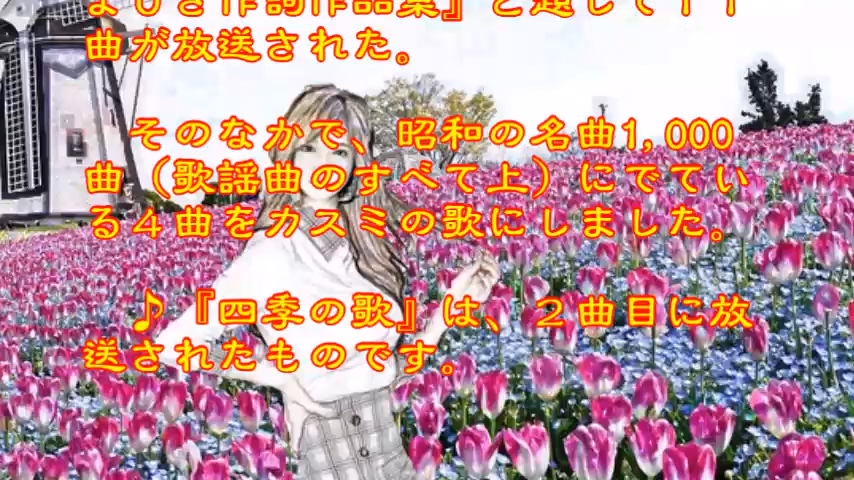 曲が放送された。
そのなかで、昭和の名曲1,000
曲（歌謡曲のすべて上）にでてい
る４曲をカスミの歌にしました。
♪『四季の歌』は、２曲目に放
送されたものです。